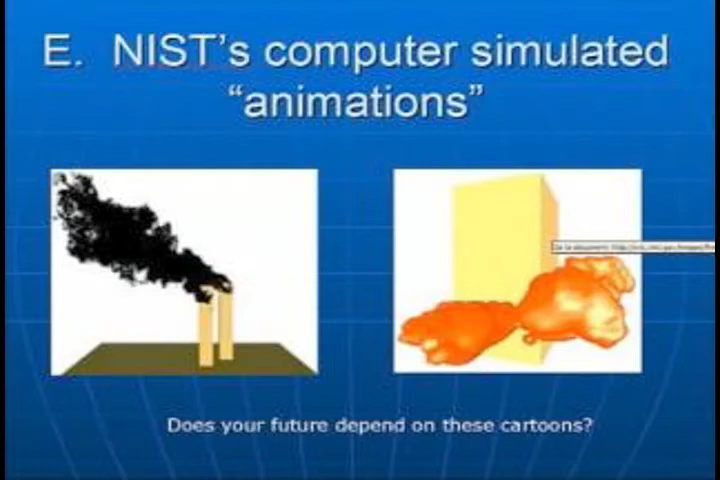 E. NIST's computer simulated
"animations"
Does your future depend on these cartoons?